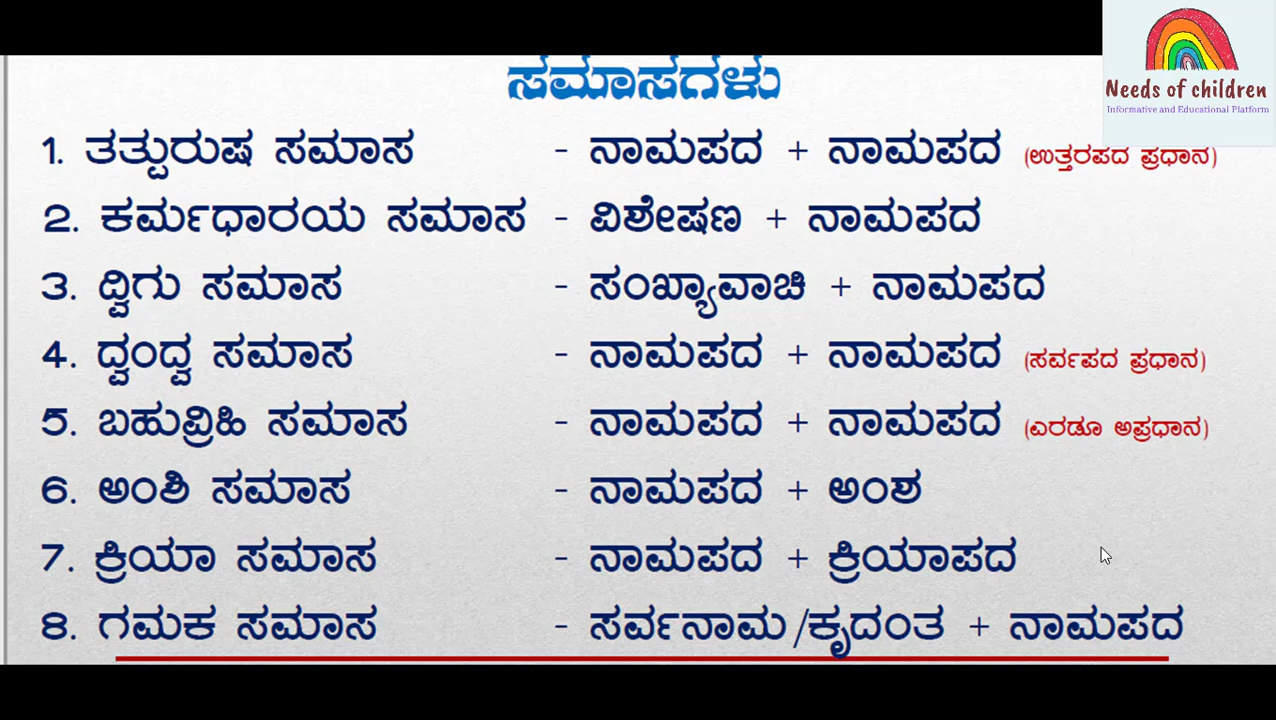 ಸಮಾಸಗಳು
Needs of children
Informative and Educational Platform
1. ತತ್ಪುರುಷ ಸಮಾಸ - ನಾಮಪದ + ನಾಮಪದ (ಉತ್ತರಪದ ಪ್ರಧಾನ)
2. ಕರ್ಮಧಾರಯ ಸಮಾಸ - ವಿಶೇಷಣ + ನಾಮಪದ
3. ದ್ವಿಗು ಸಮಾಸ - ಸಂಖ್ಯಾವಾಚಿ + ನಾಮಪದ
4. ದ್ವಂದ್ವ ಸಮಾಸ - ನಾಮಪದ + ನಾಮಪದ (ಸರ್ವಪದ ಪ್ರಧಾನ)
5. ಬಹುವ್ರಿಹಿ ಸಮಾಸ - ನಾಮಪದ + ನಾಮಪದ (ಎರಡೂ ಅಪ್ರಧಾನ)
6. ಅಂಶಿ ಸಮಾಸ - ನಾಮಪದ + ಅಂಶ
7. ಕ್ರಿಯಾ ಸಮಾಸ - ನಾಮಪದ + ಕ್ರಿಯಾಪದ
8. ಗಮಕ ಸಮಾಸ - ಸರ್ವನಾಮ/ಕೃದಂತ + ನಾಮಪದ